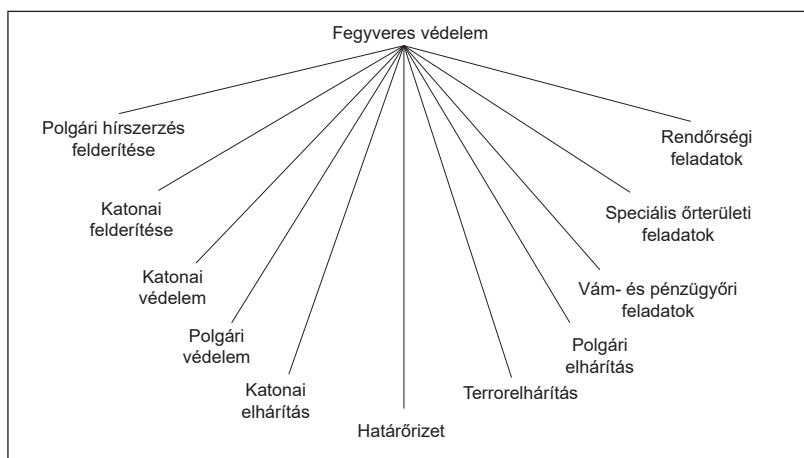 Fegyveres védelem
Polgári hírszerzés
felderítése
Katonai
felderítése
Katonai
védelem
Polgári
védelem
Katonai
elhárítás
Határőrizet
Terrorelhárítás
Polgári
elhárítás
Vám- és pénzügyőri
feladatok
Speciális őrterületi
feladatok
Rendőrségi
feladatok